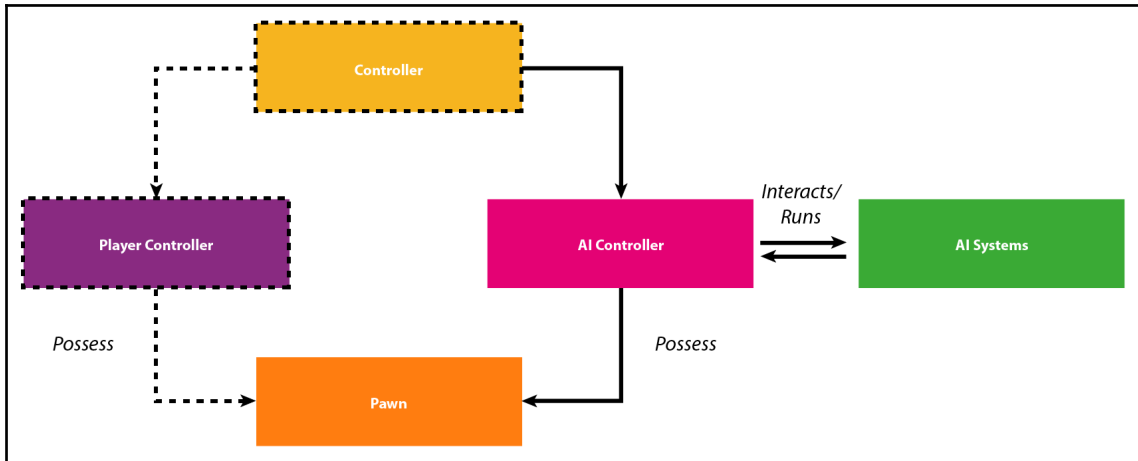 Controller
Player Controller
AI Controller
Interacts/
Runs
AI Systems
Possess
Possess
Pawn